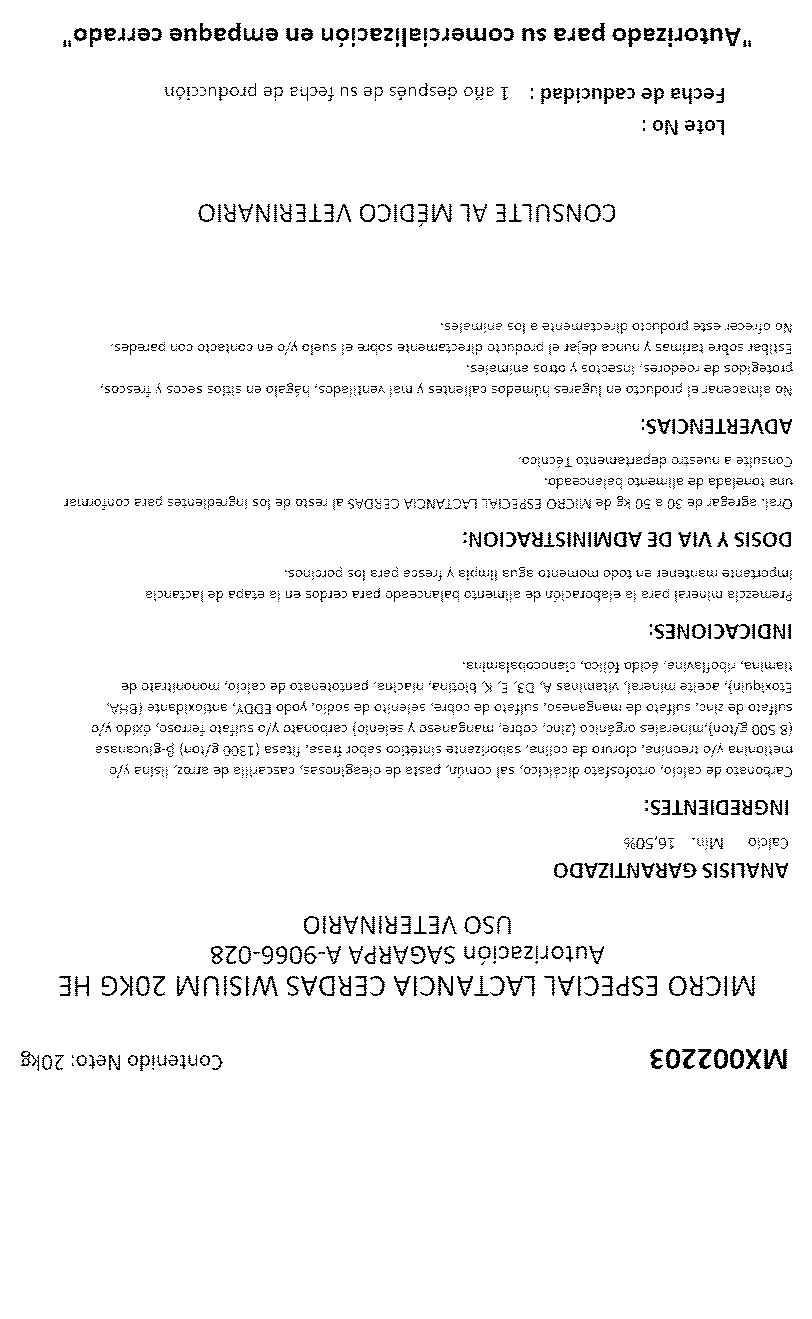 MX002203 Contenido Neto: 20kg
MICRO ESPECIAL LACTANCIA CERDAS WISIUM 20KG HE
Autorización SAGARPA A-9066-028
USO VETERINARIO
ANALISIS GARANTIZADO
Calcio Mín. 16,50%
INGREDIENTES:
Carbonato de calcio, ortofosfato dicálcico, sal común, pasta de oleaginosas, cascarilla de arroz, lisina y/o
metionina y/o treonina, cloruro de colina, saborizante sintético sabor fresa, fitasa (1300 g/ton) β-glucanasa
(8 500 g/ton),minerales orgánico (zinc, cobre, manganeso y selenio) carbonato y/o sulfato ferroso, óxido y/o
sulfato de zinc, sulfato de manganeso, sulfato de cobre, selenito de sodio, yodo EDDY, antioxidante (BHA,
Etoxiquin), aceite mineral, vitaminas A, D3, E, K, biotina, niacina, pantotenato de calcio, mononitrato de
tiamina, riboflavina, ácido fólico, cianocobalamina.
INDICACIONES:
Premezcla mineral para la elaboración de alimento balanceado para cerdos en la etapa de lactancia
Importante mantener en todo momento agua limpia y fresca para los porcinos.
DOSIS Y VIA DE ADMINISTRACION:
Oral. agregar de 30 a 50 kg de MICRO ESPECIAL LACTANCIA CERDAS al resto de los ingredientes para conformar
una tonelada de alimento balanceado.
Consulte a nuestro departamento Técnico.
ADVERTENCIAS:
No almacenar el producto en lugares húmedos calientes y mal ventilados, hágalo en sitios secos y frescos,
protegidos de roedores, insectos y otros animales.
Estibar sobre tarimas y nunca dejar el producto directamente sobre el suelo y/o en contacto con paredes.
No ofrecer este producto directamente a los animales.
CONSULTE AL MÉDICO VETERINARIO
Lote No :
Fecha de caducidad : 1 año después de su fecha de producción
"Autorizado para su comercialización en empaque cerrado"